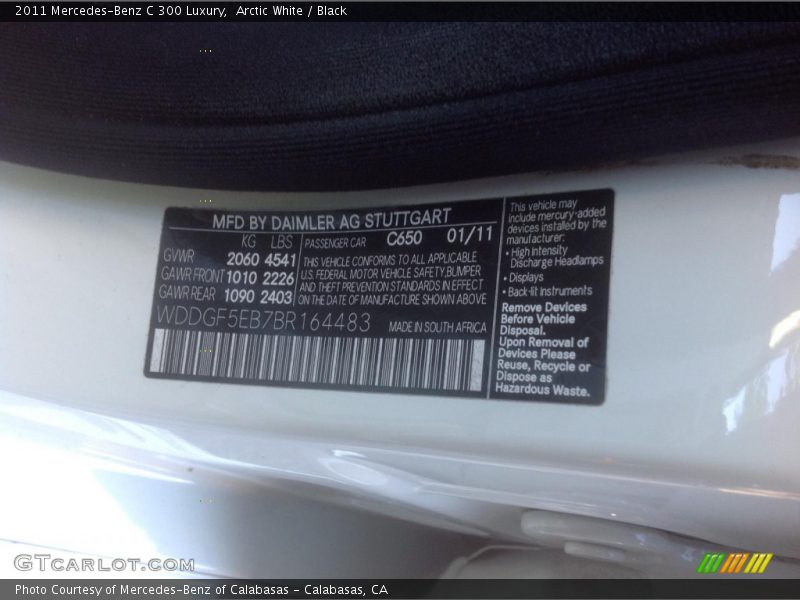 2011 Mercedes-Benz C 300 Luxury,  Arctic White / Black
MFD BY DAIMLER AG STUTTGART
KG LBS
GVWR 2060 4541
GAWR FRONT 1010 2226
GAWR REAR 1090 2403
PASSENGER CAR C650 01/11
THIS VEHICLE CONFORMS TO ALL APPLICABLE
U.S. FEDERAL MOTOR VEHICLE SAFETY, BUMPER
AND THEFT PREVENTION STANDARDS IN EFFECT
ON THE DATE OF MANUFACTURE SHOWN ABOVE
WDDGF5EB7BR164483
MADE IN SOUTH AFRICA
This vehicle may
include mercury-added
devices installed by the
manufacturer:
• High Intensity
Discharge Headlamps
• Displays
• Back-lit Instruments
Remove Devices
Before Vehicle
Disposal.
Upon Removal of
Devices Please
Reuse, Recycle or
Dispose as
Hazardous Waste.
GTcarlot.com
Photo Courtesy of Mercedes-Benz of Calabasas - Calabasas, CA